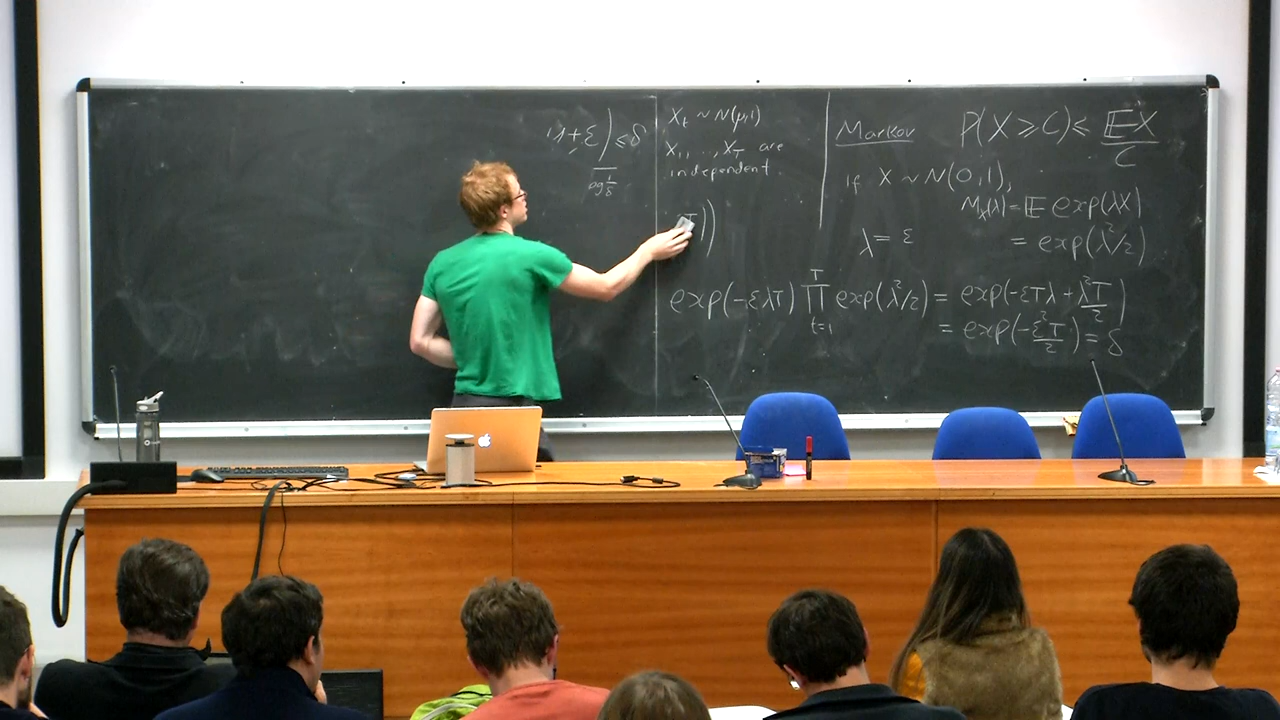 +ε) ≤ δ
X_t ~ N(μ,1)
X_1, ..., X_T are
independent.
))
Markov P(X ≥ C) ≤ 𝔼X/C
if X ~ N(0,1),
M_X(λ) = 𝔼 exp(λX)
= exp(λ²/2)
λ = ε
exp(-ελT) ∏_{t=1}^{T} exp(λ²/2) = exp(-εTλ + λ²T/2)
= exp(-ε²T/2) = δ